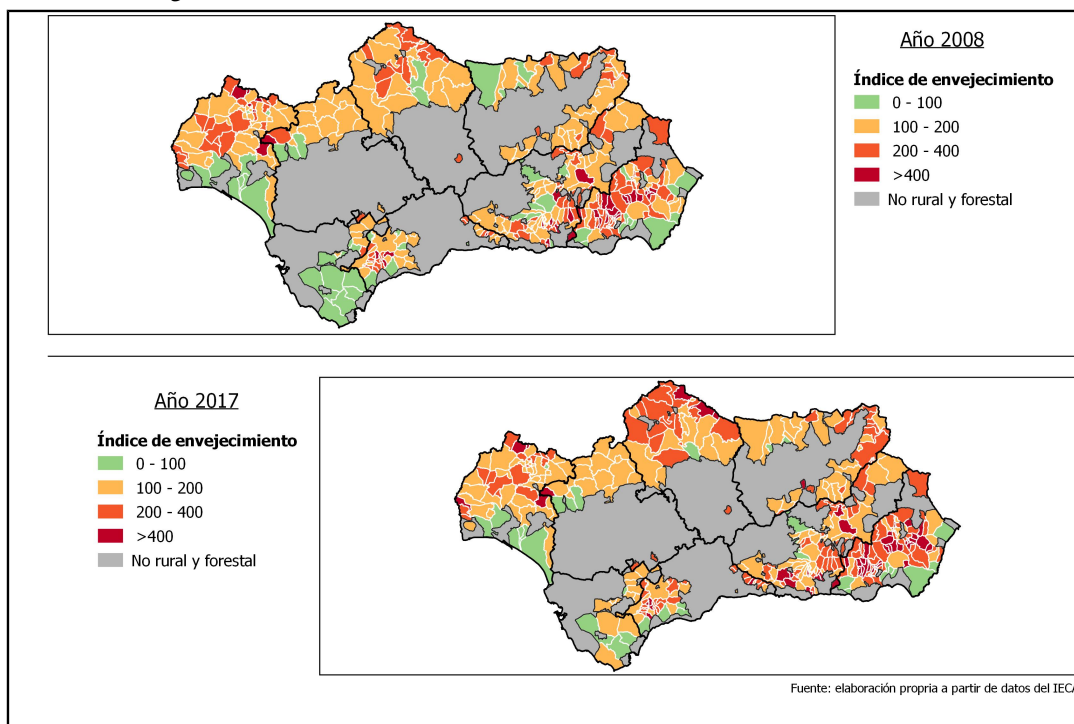 Año 2008
Índice de envejecimiento
0 - 100
100 - 200
200 - 400
>400
No rural y forestal
Año 2017
Índice de envejecimiento
0 - 100
100 - 200
200 - 400
>400
No rural y forestal
Fuente: elaboración propria a partir de datos del IECA